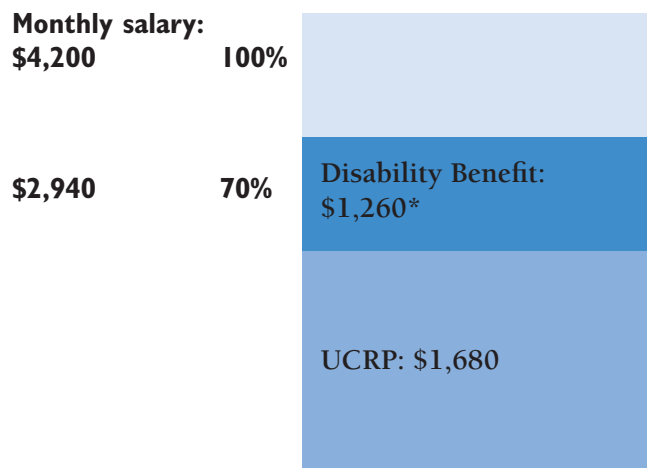 Monthly salary:
$4,200 100%
$2,940 70%
Disability Benefit:
$1,260*
UCRP: $1,680